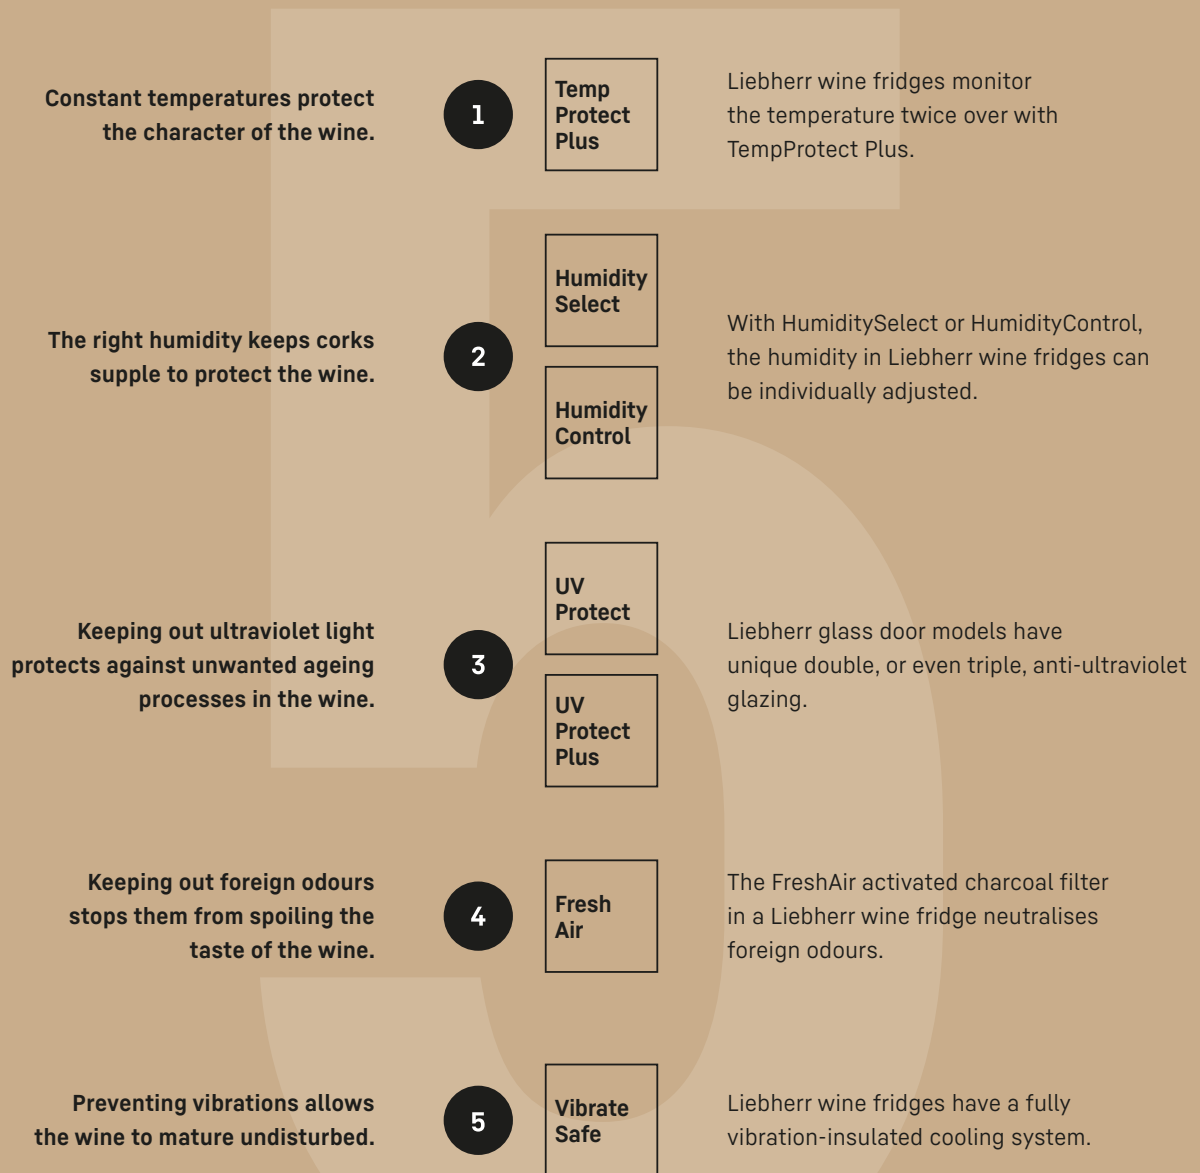 Constant temperatures protect
the character of the wine.
1
Temp
Protect
Plus
Liebherr wine fridges monitor
the temperature twice over with
TempProtect Plus.
The right humidity keeps corks
supple to protect the wine.
2
Humidity
Select
Humidity
Control
With HumiditySelect or HumidityControl,
the humidity in Liebherr wine fridges can
be individually adjusted.
Keeping out ultraviolet light
protects against unwanted ageing
processes in the wine.
3
UV
Protect
UV
Protect
Plus
Liebherr glass door models have
unique double, or even triple, anti-ultraviolet
glazing.
Keeping out foreign odours
stops them from spoiling the
taste of the wine.
4
Fresh
Air
The FreshAir activated charcoal filter
in a Liebherr wine fridge neutralises
foreign odours.
Preventing vibrations allows
the wine to mature undisturbed.
5
Vibrate
Safe
Liebherr wine fridges have a fully
vibration-insulated cooling system.
5